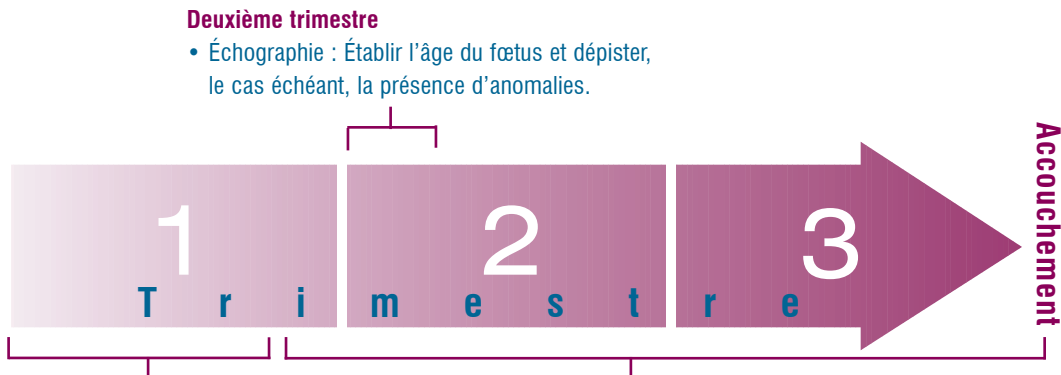 Deuxième trimestre
• Échographie : Établir l’âge du fœtus et dépister,
le cas échéant, la présence d’anomalies.
1 2 3
Trimestre
Accouchement